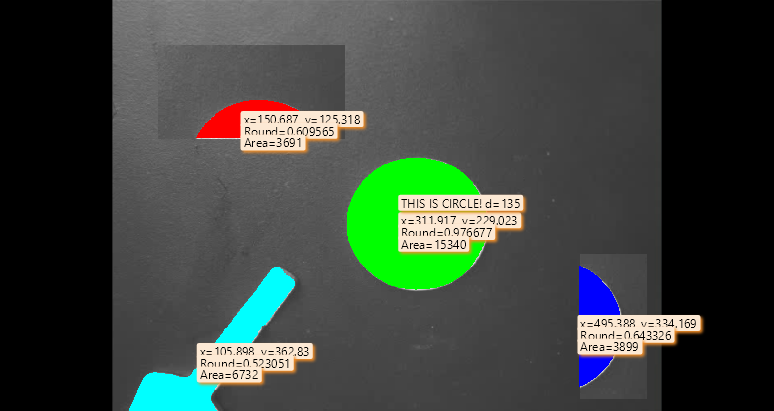 x=150,687 y=125,318
Round=0.609565
Area=3691
THIS IS CIRCLE! d=135
x=311,917 y=229,023
Round=0.976677
Area=15340
x=495,388 y=334,169
Round=0.643326
Area=3899
x=105,898 y=362,83
Round=0.523051
Area=6732